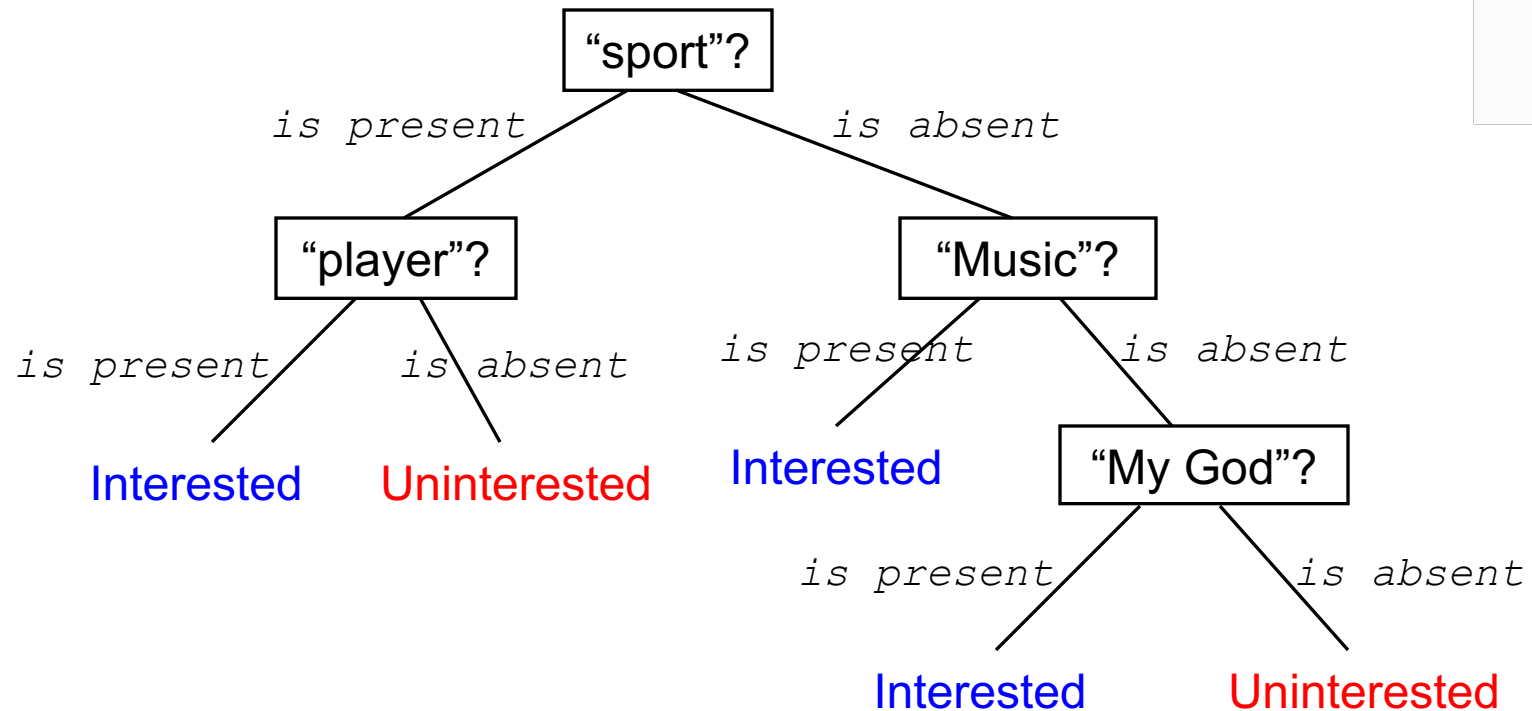 “sport”?
is present
is absent
“player”?
“Music”?
is present
is absent
is present
is absent
Interested
Uninterested
Interested
“My God”?
is present
is absent
Interested
Uninterested